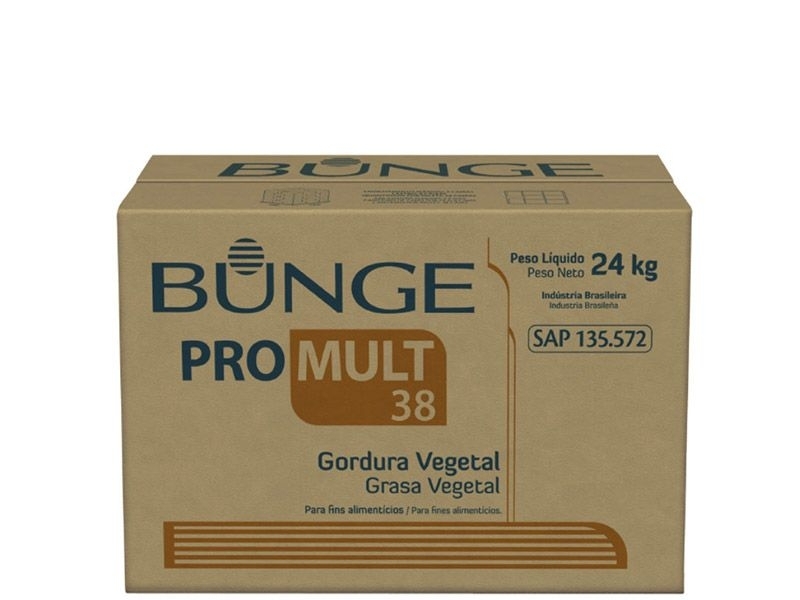 BUNGE
BUNGE
PRO MULT
38
Peso Líquido
Peso Neto
24 kg
Indústria Brasileira
Industria Brasileña
SAP 135.572
Gordura Vegetal
Grasa Vegetal
Para fins alimentícios / Para fines alimenticios.